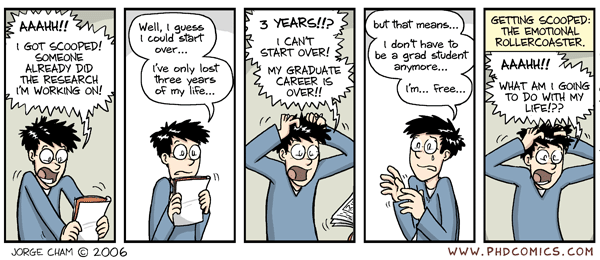 AAAHH!!
I GOT SCOOPED!
SOMEONE
ALREADY DID
THE RESEARCH
I'M WORKING ON!
Well, I guess
I could start
over...
I've only lost
three years
of my life...
3 YEARS!!?
I CAN'T
START OVER!
MY GRADUATE
CAREER IS
OVER!!
but that means...
I don't have to
be a grad student
anymore...
I'm... Free...
GETTING SCOOPED:
THE EMOTIONAL
ROLLERCOASTER.
AAAHH!!
WHAT AM I GOING
TO DO WITH MY
LIFE!??
JORGE CHAM © 2006
WWW.PHDCOMICS.COM